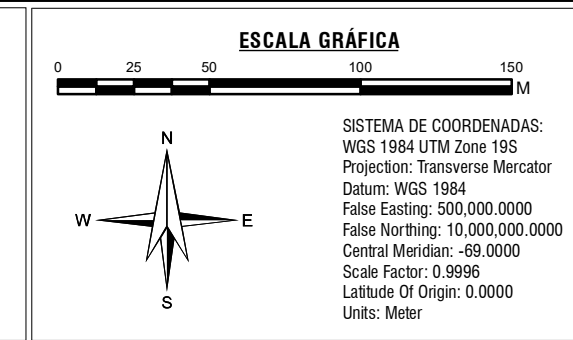 ESCALA GRÁFICA
0 25 50 100 150
M
N
W E
S
SISTEMA DE COORDENADAS:
WGS 1984 UTM Zone 19S
Projection: Transverse Mercator
Datum: WGS 1984
False Easting: 500,000.0000
False Northing: 10,000,000.0000
Central Meridian: -69.0000
Scale Factor: 0.9996
Latitude Of Origin: 0.0000
Units: Meter